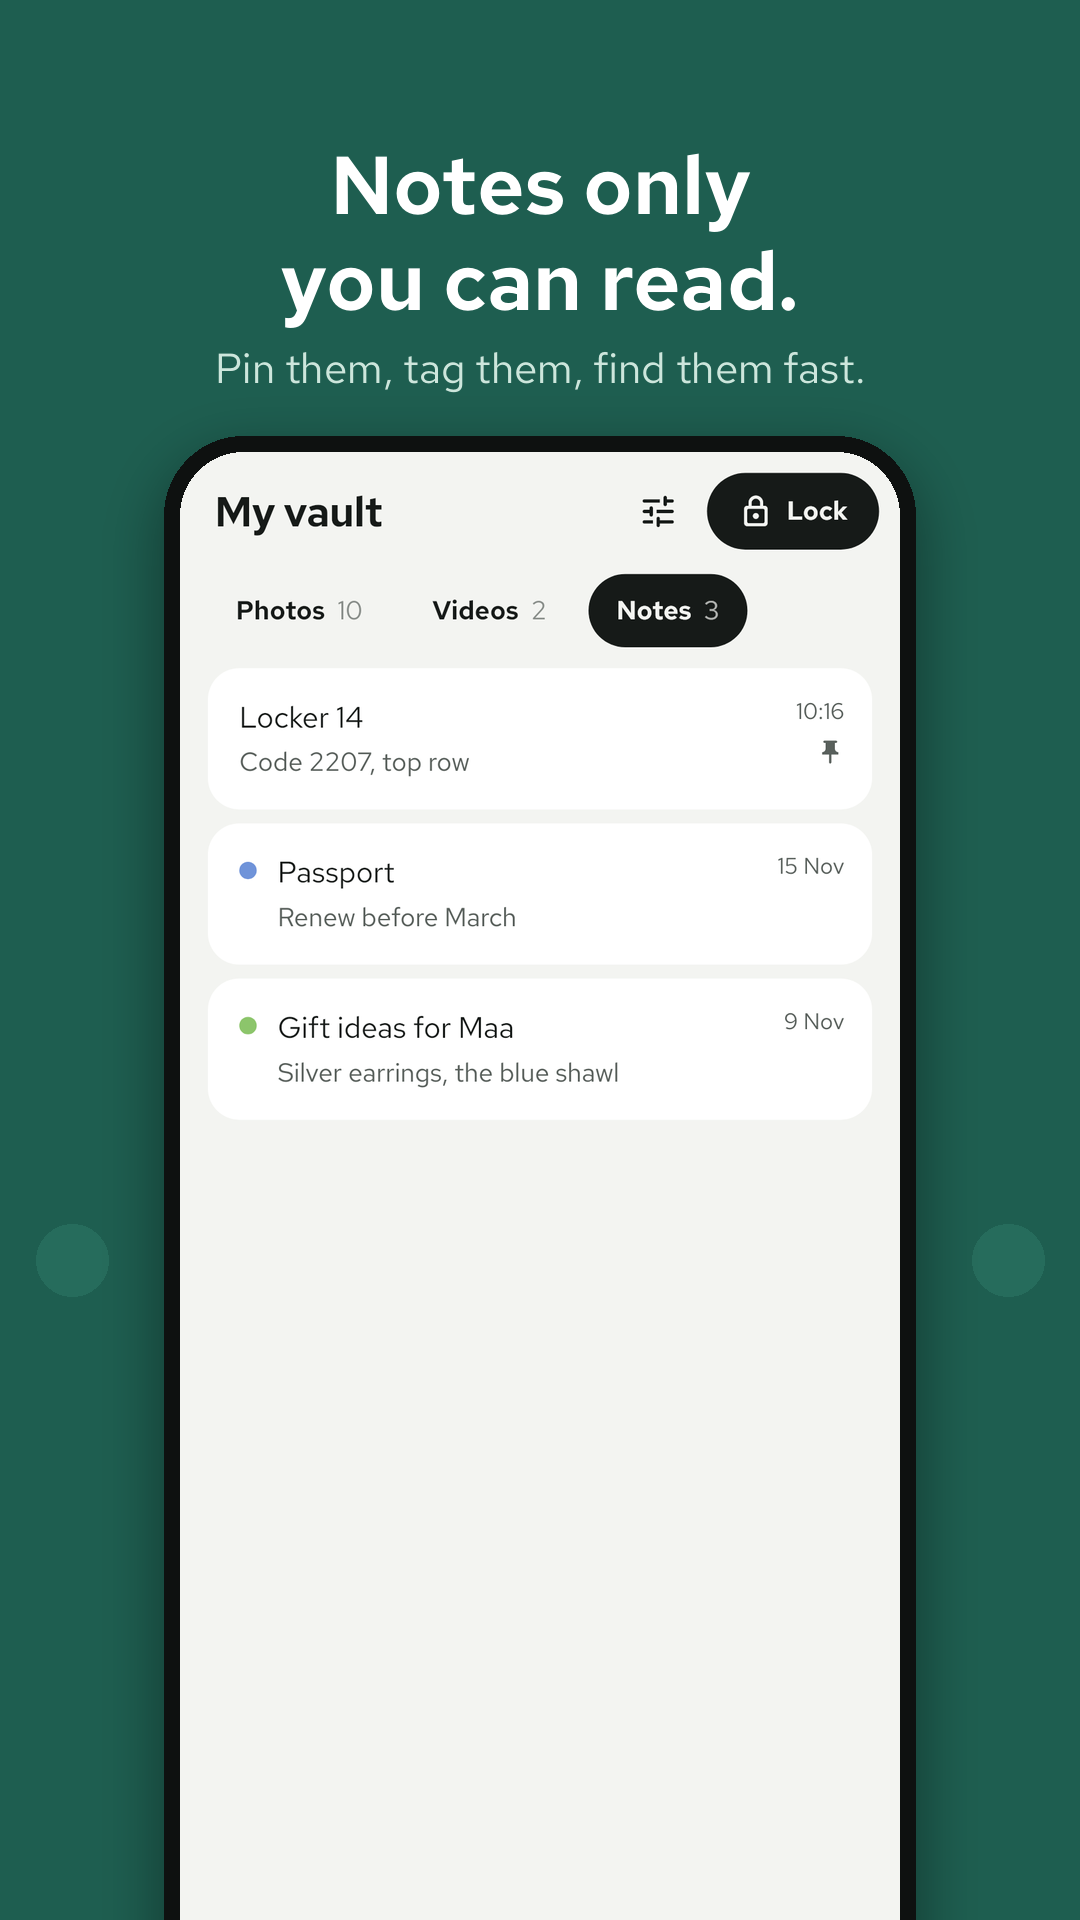 Notes only
you can read.
Pin them, tag them, find them fast.
My vault
Lock
Photos 10 Videos 2 Notes 3
Locker 14 10:16
Code 2207, top row
Passport 15 Nov
Renew before March
Gift ideas for Maa 9 Nov
Silver earrings, the blue shawl